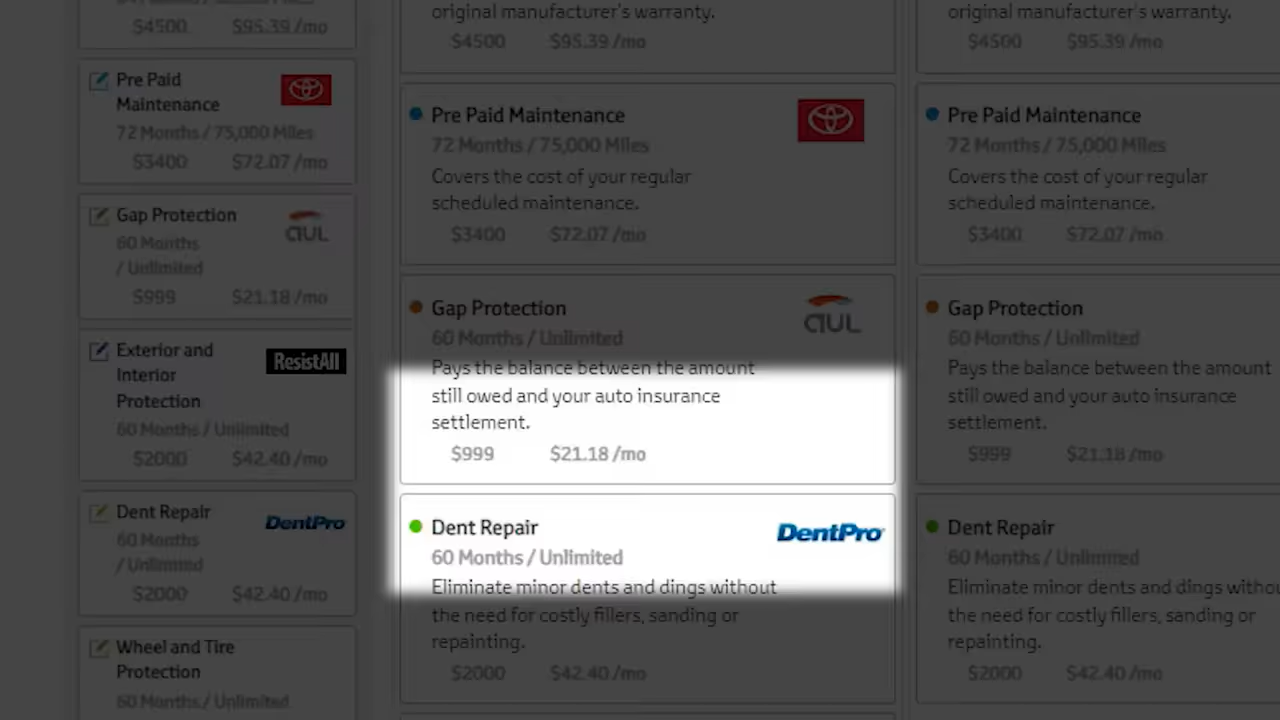 $4500 $95.39 /mo
Pre Paid
Maintenance
72 Months / 75,000 Miles
$3400 $72.07 /mo
Gap Protection
aUL
60 Months
/ Unlimited
$999 $21.18 /mo
Exterior and
Interior
Protection
ResistAll
60 Months / Unlimited
$2000 $42.40 /mo
Dent Repair
DentPro
60 Months
/ Unlimited
$2000 $42.40 /mo
Wheel and Tire
Protection
60 Months / Unlimited
original manufacturer's warranty.
$4500 $95.39 /mo
Pre Paid Maintenance
72 Months / 75,000 Miles
Covers the cost of your regular
scheduled maintenance.
$3400 $72.07 /mo
Gap Protection
aUL
60 Months / Unlimited
Pays the balance between the amount
still owed and your auto insurance
settlement.
$999 $21.18 /mo
Dent Repair
DentPro
60 Months / Unlimited
Eliminate minor dents and dings without
the need for costly fillers, sanding or
repainting.
$2000 $42.40 /mo
original manufacturer's warranty.
$4500 $95.39 /mo
Pre Paid Maintenance
72 Months / 75,000 Miles
Covers the cost of your regular
scheduled maintenance.
$3400 $72.07 /mo
Gap Protection
60 Months / Unlimited
Pays the balance between the amount
still owed and your auto insurance
settlement.
$999 $21.18 /mo
Dent Repair
60 Months / Unlimited
Eliminate minor dents and dings
the need for costly fillers, sanding or
repainting.
$2000 $42.40 /mo